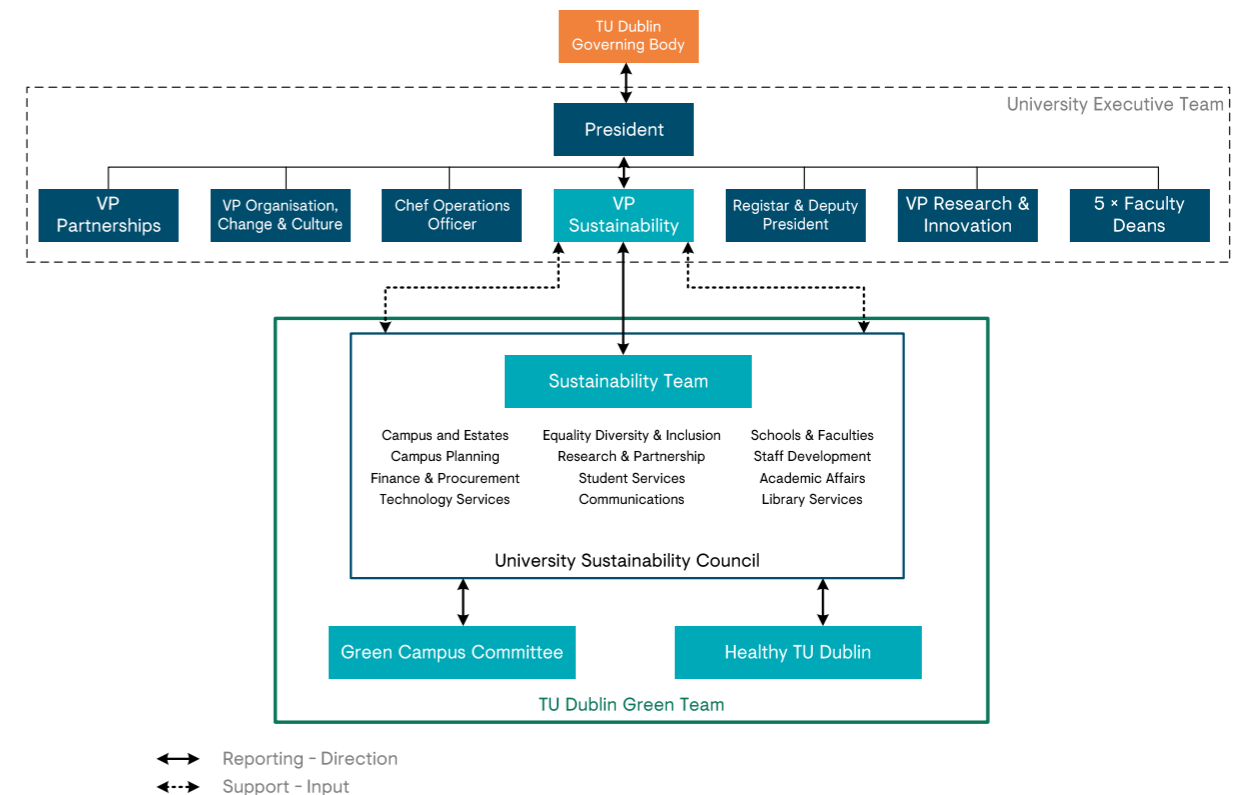 TU Dublin
Governing Body
University Executive Team
President
VP
Partnerships
VP Organisation,
Change & Culture
Chef Operations
Officer
VP
Sustainability
Registar & Deputy
President
VP Research &
Innovation
5 × Faculty
Deans
Sustainability Team
Campus and Estates
Campus Planning
Finance & Procurement
Technology Services
Equality Diversity & Inclusion
Research & Partnership
Student Services
Communications
Schools & Faculties
Staff Development
Academic Affairs
Library Services
University Sustainability Council
Green Campus Committee
Healthy TU Dublin
TU Dublin Green Team
Reporting - Direction
Support - Input